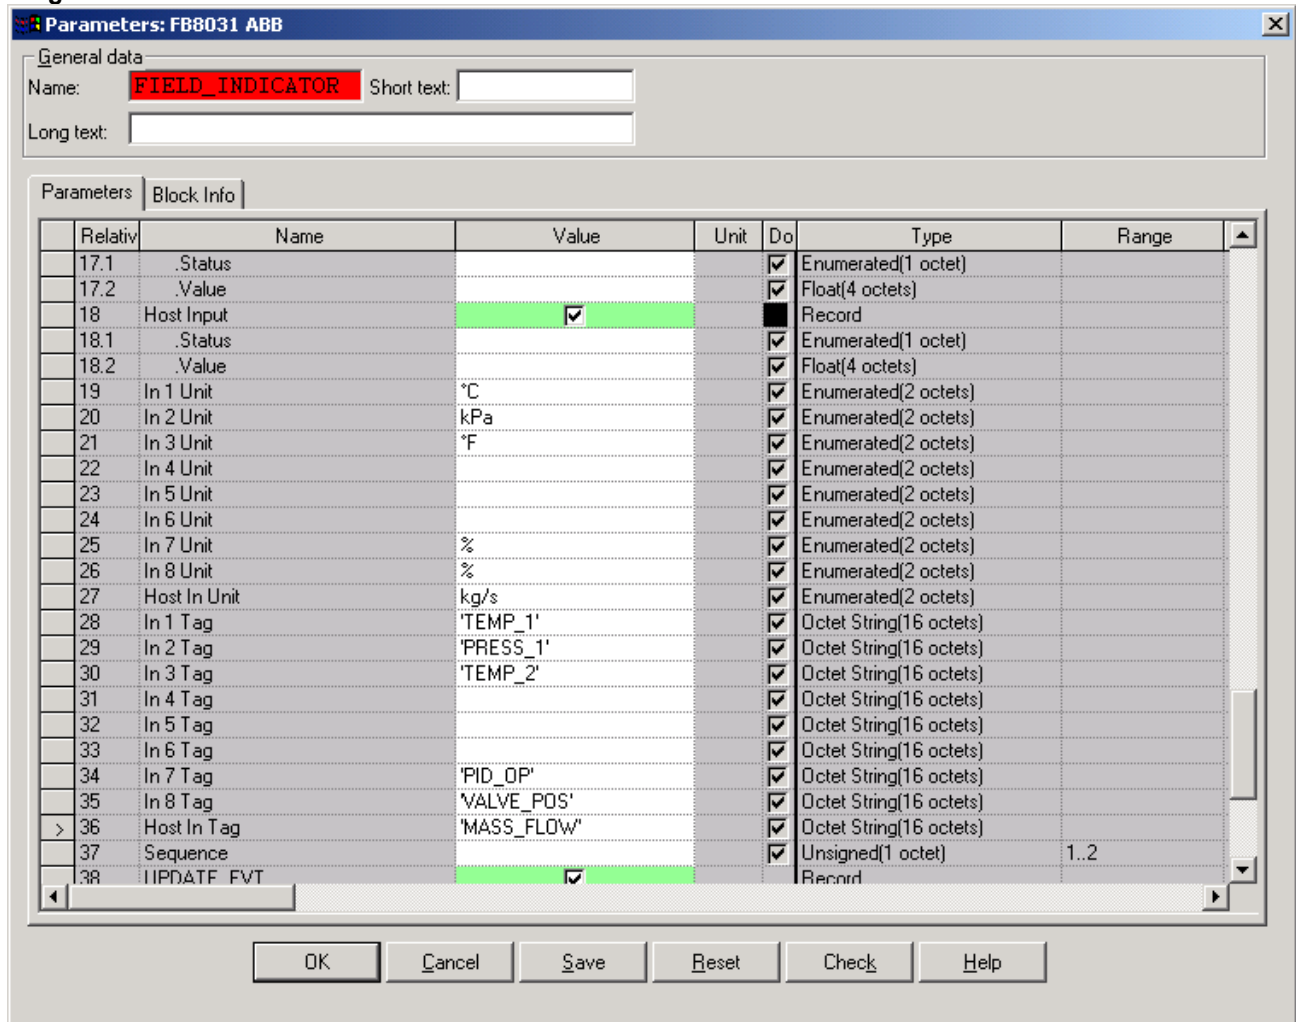 Parameters: FB8031 ABB
General data
Name: FIELD_INDICATOR Short text:
Long text:
Parameters Block Info
Relativ Name Value Unit Do Type Range
17.1 .Status Enumerated(1 octet)
17.2 .Value Float(4 octets)
18 Host Input Record
18.1 .Status Enumerated(1 octet)
18.2 .Value Float(4 octets)
19 In 1 Unit °C Enumerated(2 octets)
20 In 2 Unit kPa Enumerated(2 octets)
21 In 3 Unit °F Enumerated(2 octets)
22 In 4 Unit Enumerated(2 octets)
23 In 5 Unit Enumerated(2 octets)
24 In 6 Unit Enumerated(2 octets)
25 In 7 Unit % Enumerated(2 octets)
26 In 8 Unit % Enumerated(2 octets)
27 Host In Unit kg/s Enumerated(2 octets)
28 In 1 Tag 'TEMP_1' Octet String(16 octets)
29 In 2 Tag 'PRESS_1' Octet String(16 octets)
30 In 3 Tag 'TEMP_2' Octet String(16 octets)
31 In 4 Tag Octet String(16 octets)
32 In 5 Tag Octet String(16 octets)
33 In 6 Tag Octet String(16 octets)
34 In 7 Tag 'PID_OP' Octet String(16 octets)
35 In 8 Tag 'VALVE_POS' Octet String(16 octets)
> 36 Host In Tag 'MASS_FLOW' Octet String(16 octets)
37 Sequence Unsigned(1 octet) 1..2
38 UPDATE_EVT Record
OK Cancel Save Reset Check Help